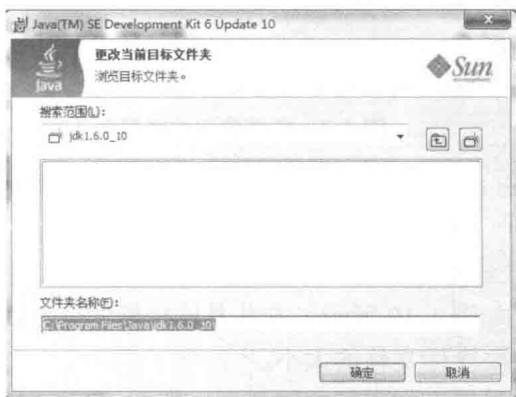 Java(TM) SE Development Kit 6 Update 10
更改当前目标文件夹
浏览目标文件夹。
Java
Sun
搜索范围(L):
jdk1.6.0_10
文件夹名称(F):
C:\Program Files\Java\jdk1.6.0_10\
确定
取消